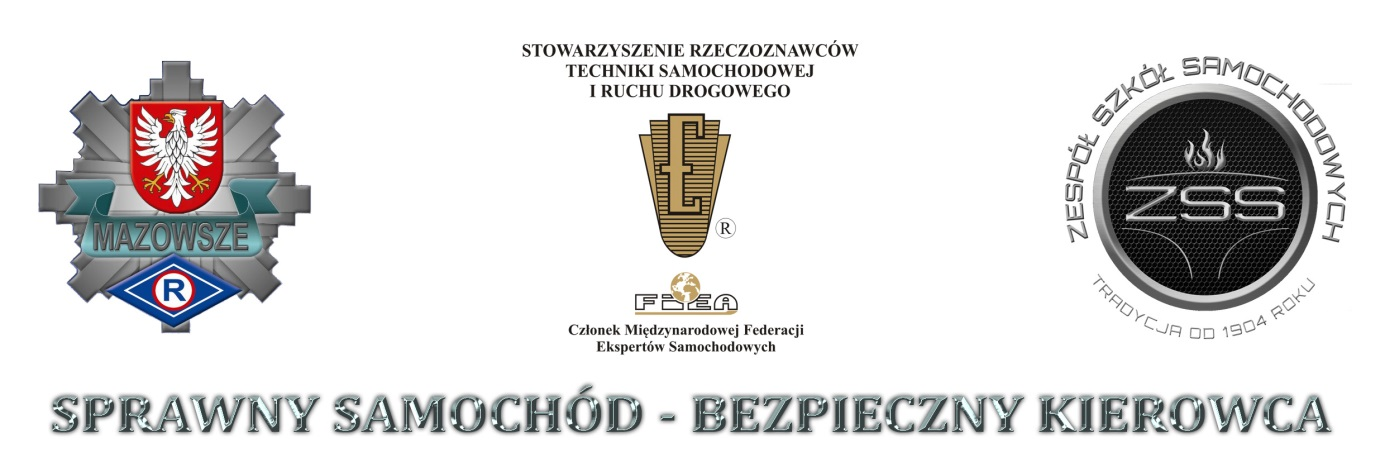 MAZOWSZE
R
STOWARZYSZENIE RZECZOZNAWCÓW
TECHNIKI SAMOCHODOWEJ
I RUCHU DROGOWEGO
E
®
FIEA
Członek Międzynarodowej Federacji
Ekspertów Samochodowych
ZESPÓŁ SZKÓŁ SAMOCHODOWYCH
ZSS
TRADYCJA OD 1904 ROKU
SPRAWNY SAMOCHÓD - BEZPIECZNY KIEROWCA